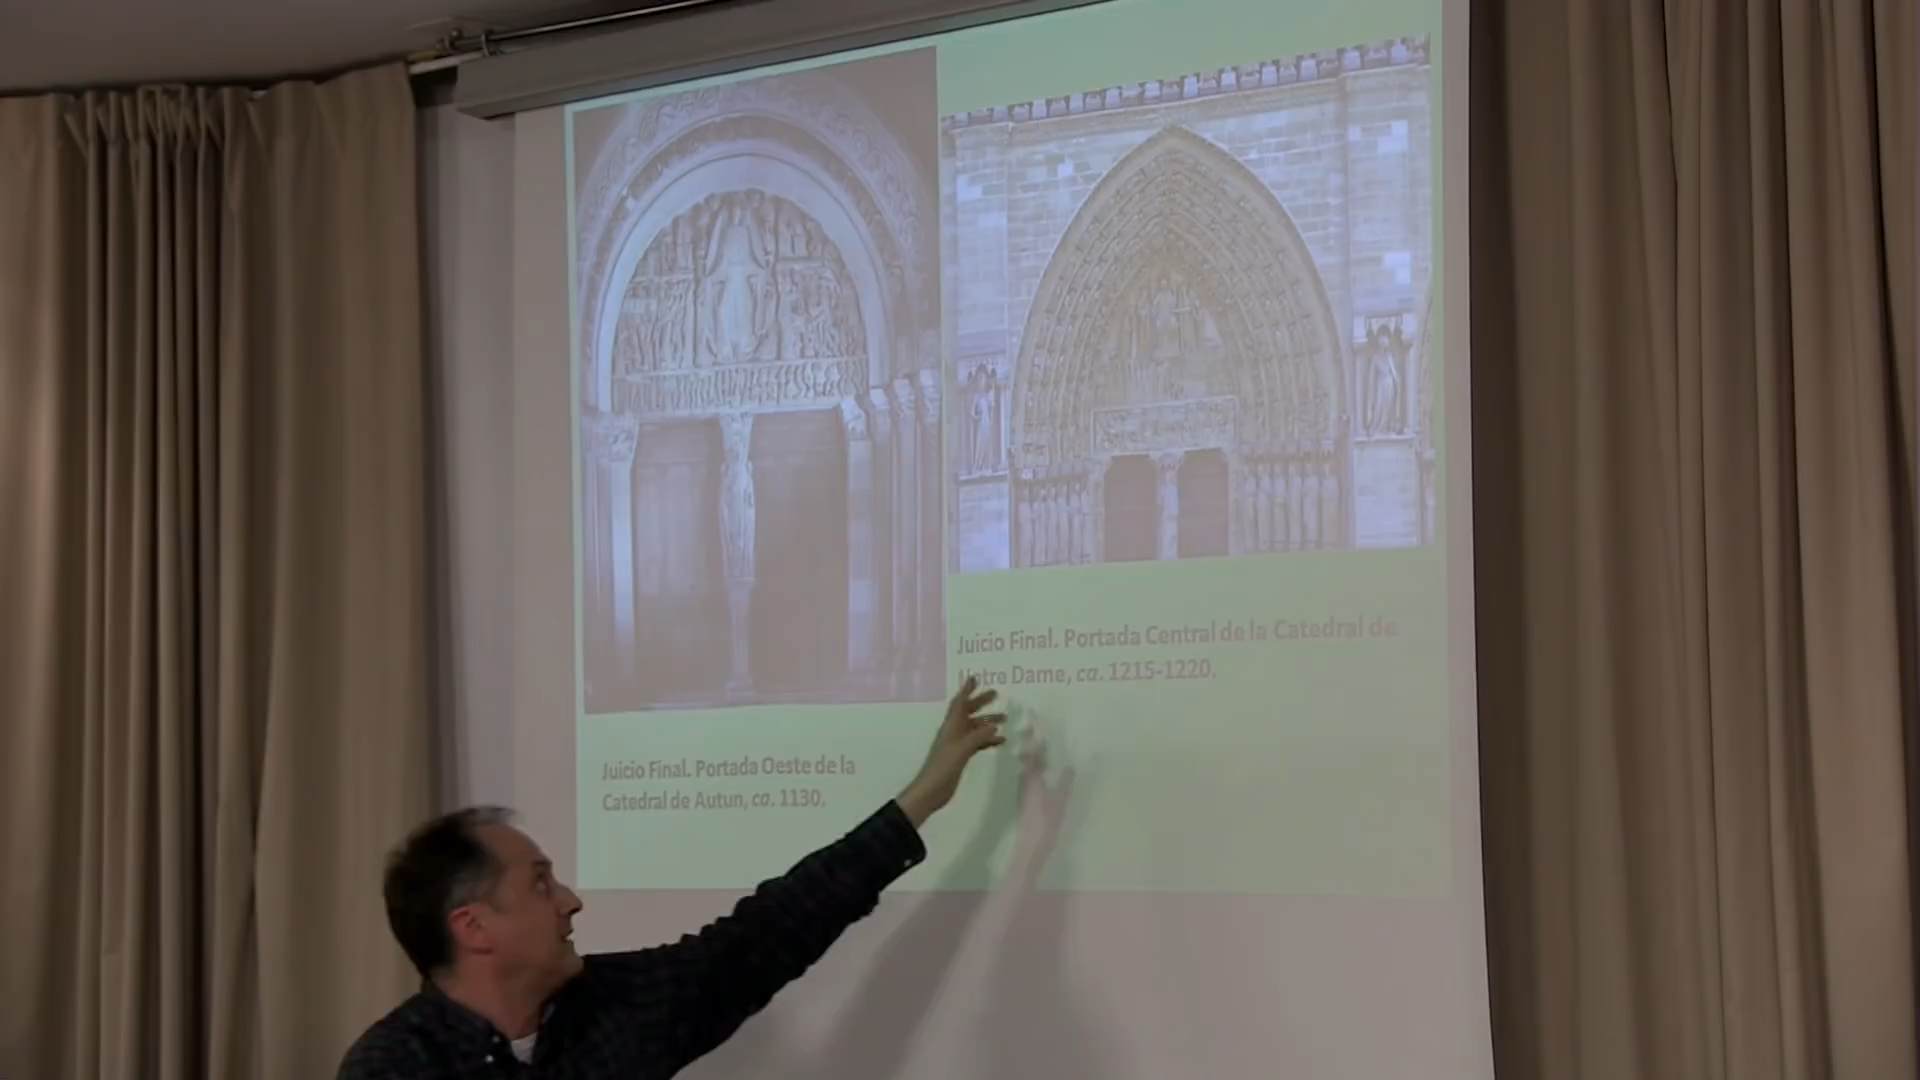 Juicio Final. Portada Oeste de la
Catedral de Autun, ca. 1130.
Juicio Final. Portada Central de la Catedral de
Notre Dame, ca. 1215-1220.